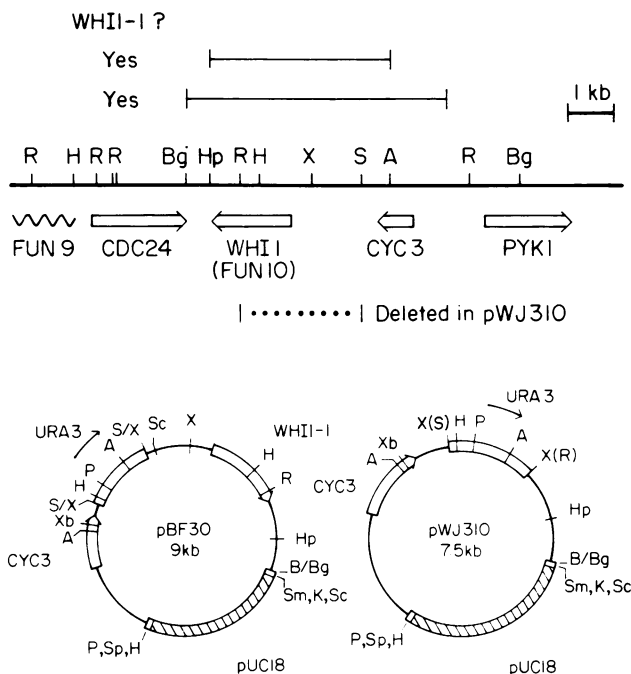 WHI1-1 ?
Yes
Yes
1 kb
R H R R Bg Hp R H X S A R Bg
FUN 9 CDC24 WHI 1 CYC3 PYK1
(FUN10)
Deleted in pWJ310
URA3
S/X
A
P
H
S/X
Xb
A
CYC3
Sc
X
WHI1-1
H
R
Hp
B/Bg
Sm,K,Sc
P,Sp,H
pUC18
pBF30
9kb
URA3
X(S) H P
A
X(R)
Xb
A
CYC3
Hp
B/Bg
Sm,K,Sc
P,Sp,H
pUC18
pWJ310
7.5kb